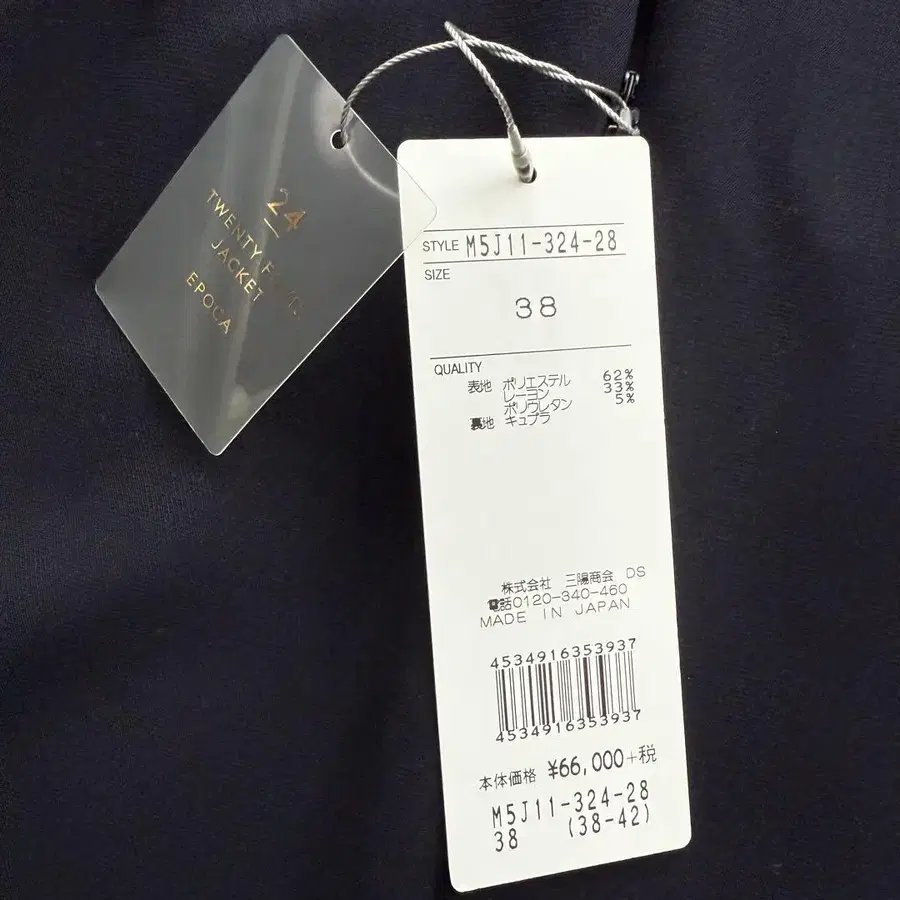 24
TWENTY FOUR
JACKET
EPOCA
STYLE M5J11-324-28
SIZE
38
QUALITY
表地 ポリエステル 62%
レーヨン 33%
ポリウレタン 5%
裏地 キュプラ
株式会社 三陽商会 DS
電話0120-340-460
MADE IN JAPAN
4534916353937
4534916353937
本体価格 ¥66,000+税
M5J11-324-28
38 (38-42)